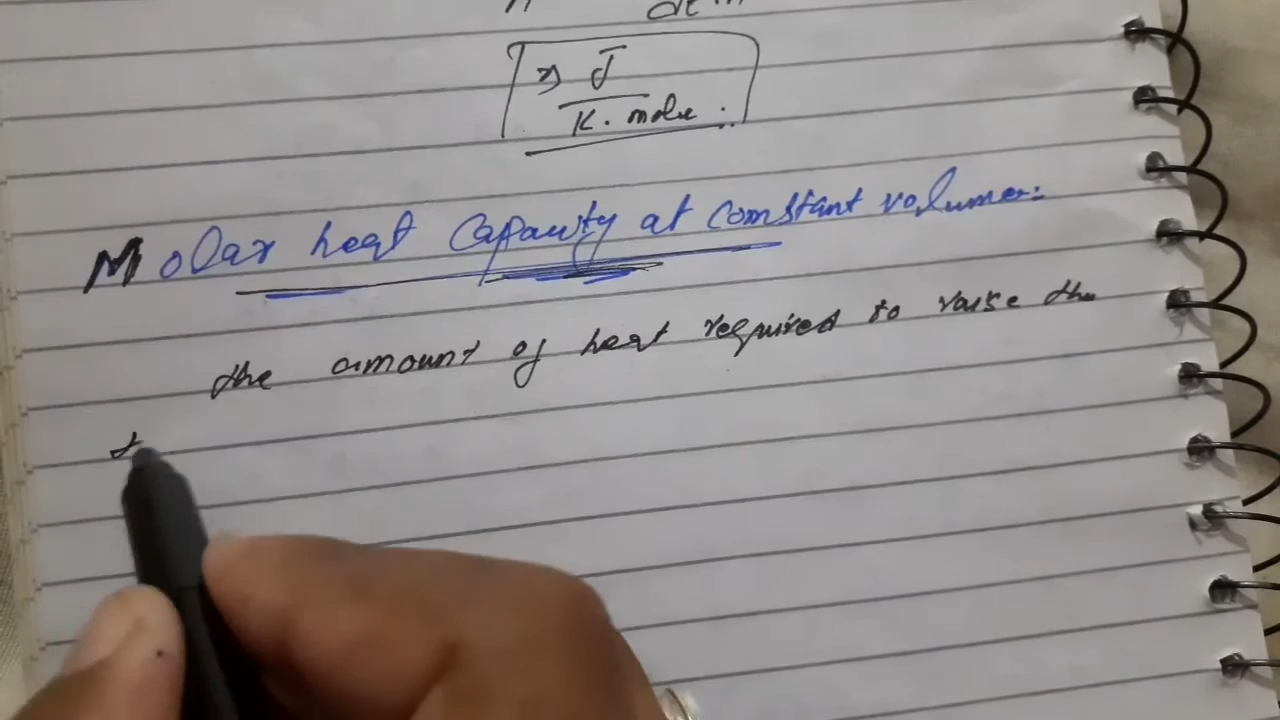 ⇒ J
K. mole
Molar heat Capacity at constant volume:
the amount of heat required to raise the